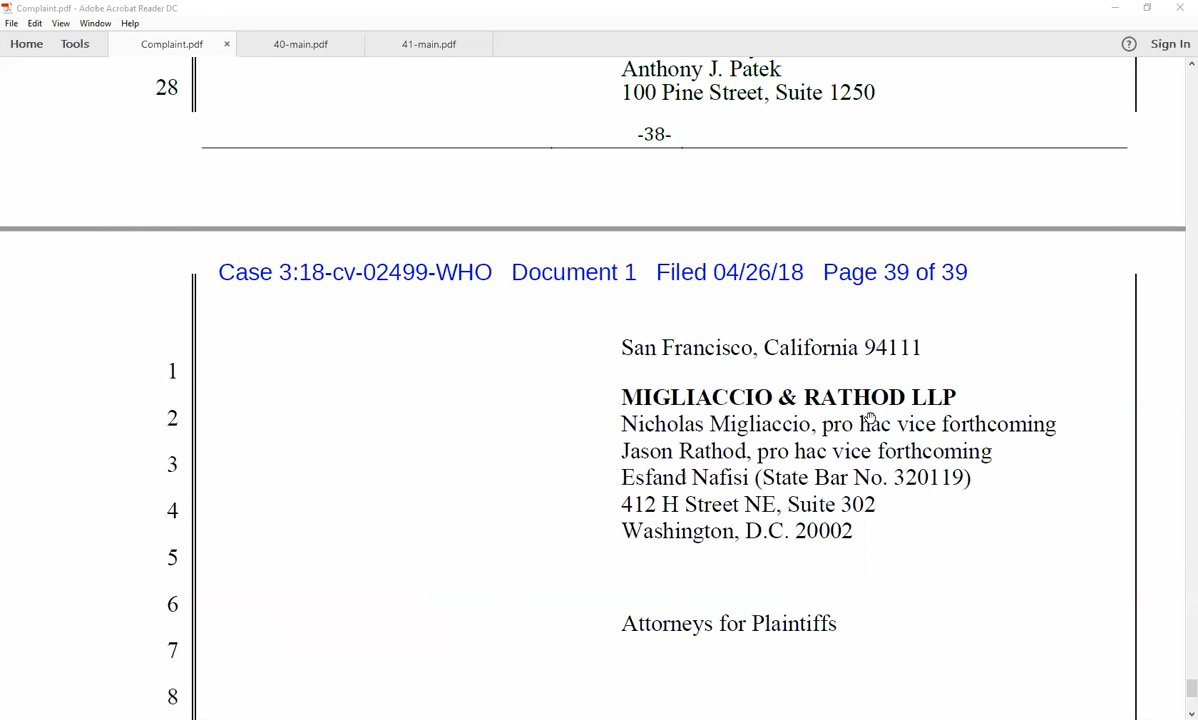 Complaint.pdf - Adobe Acrobat Reader DC
File Edit View Window Help
Home Tools Complaint.pdf × 40-main.pdf 41-main.pdf ? Sign In
Anthony J. Patek
28
100 Pine Street, Suite 1250
-38-
Case 3:18-cv-02499-WHO Document 1 Filed 04/26/18 Page 39 of 39
San Francisco, California 94111
1
MIGLIACCIO & RATHOD LLP
2 Nicholas Migliaccio, pro hac vice forthcoming
Jason Rathod, pro hac vice forthcoming
3
Esfand Nafisi (State Bar No. 320119)
4 412 H Street NE, Suite 302
Washington, D.C. 20002
5
6
Attorneys for Plaintiffs
7
8